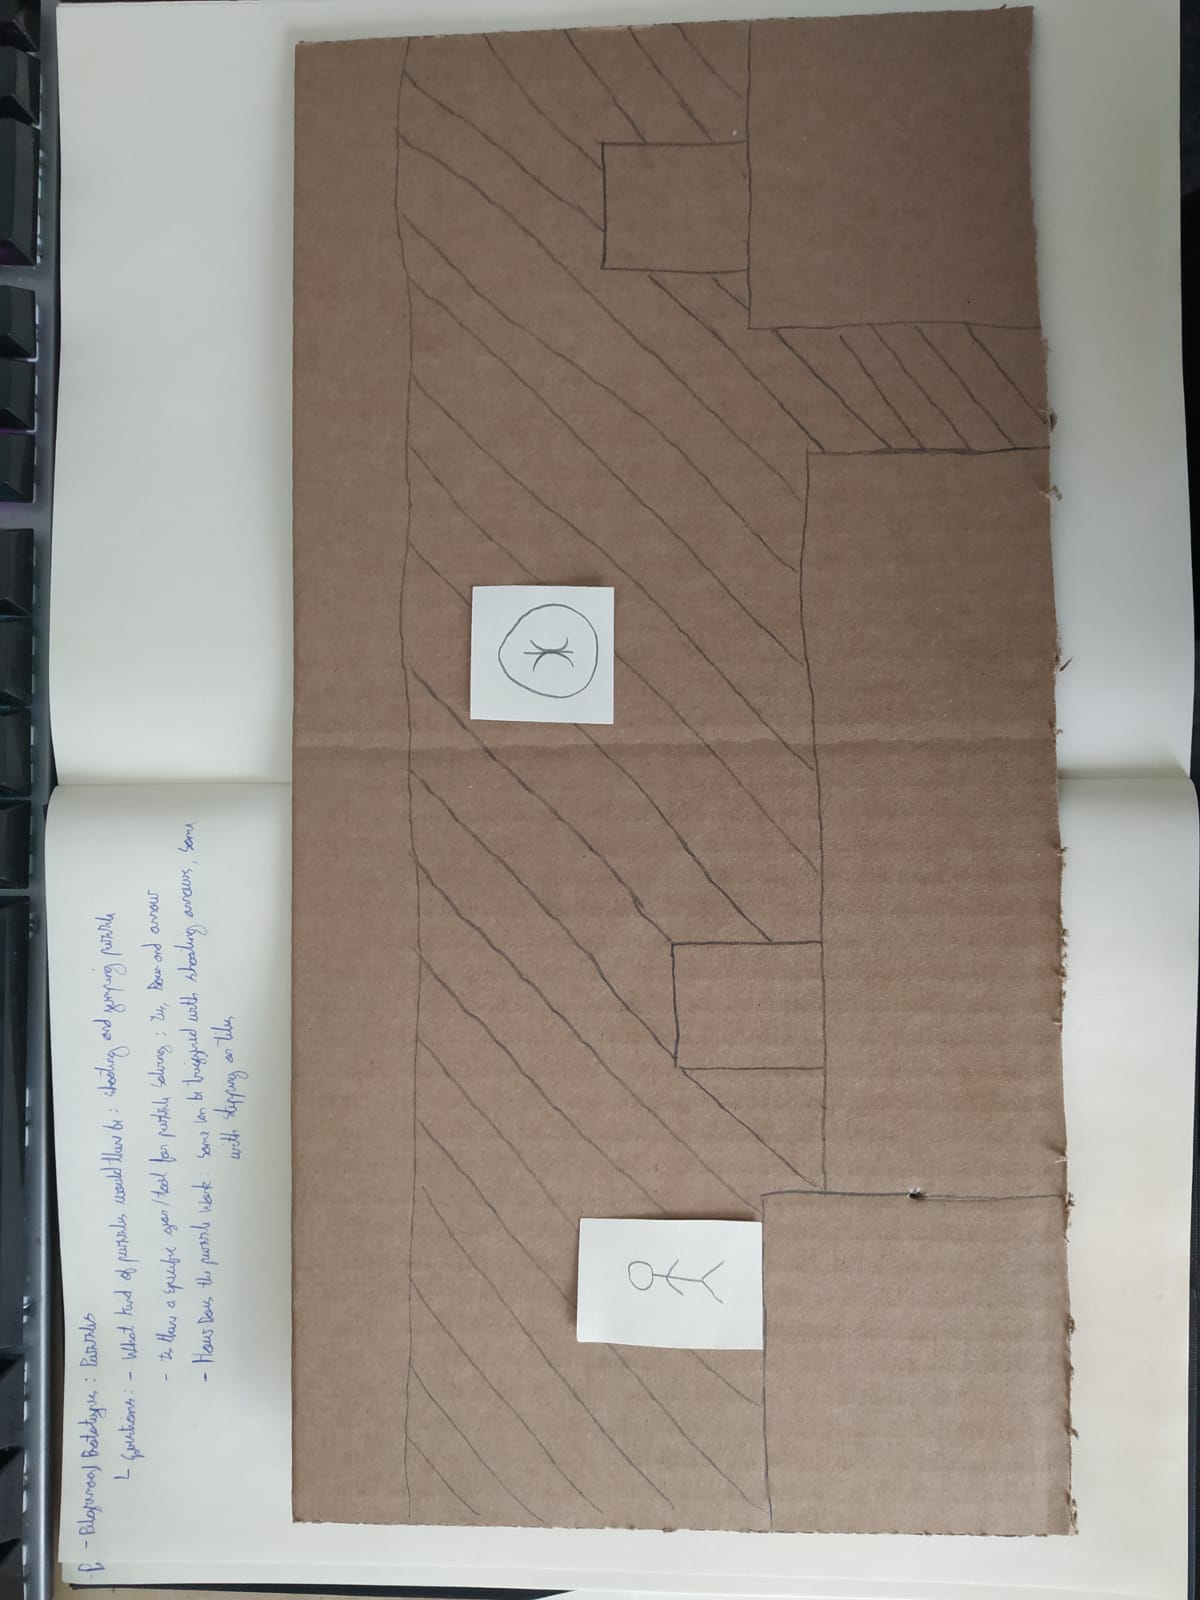 - Prototypes: Puzzles
Questions: - What kind of puzzles would there be: shooting and jumping puzzle
- Is there a specific gear/tool for puzzle solving: Yes, Bow and arrow
- How Does the puzzle work: Some can be triggered with shooting arrows, some
with stepping on tiles